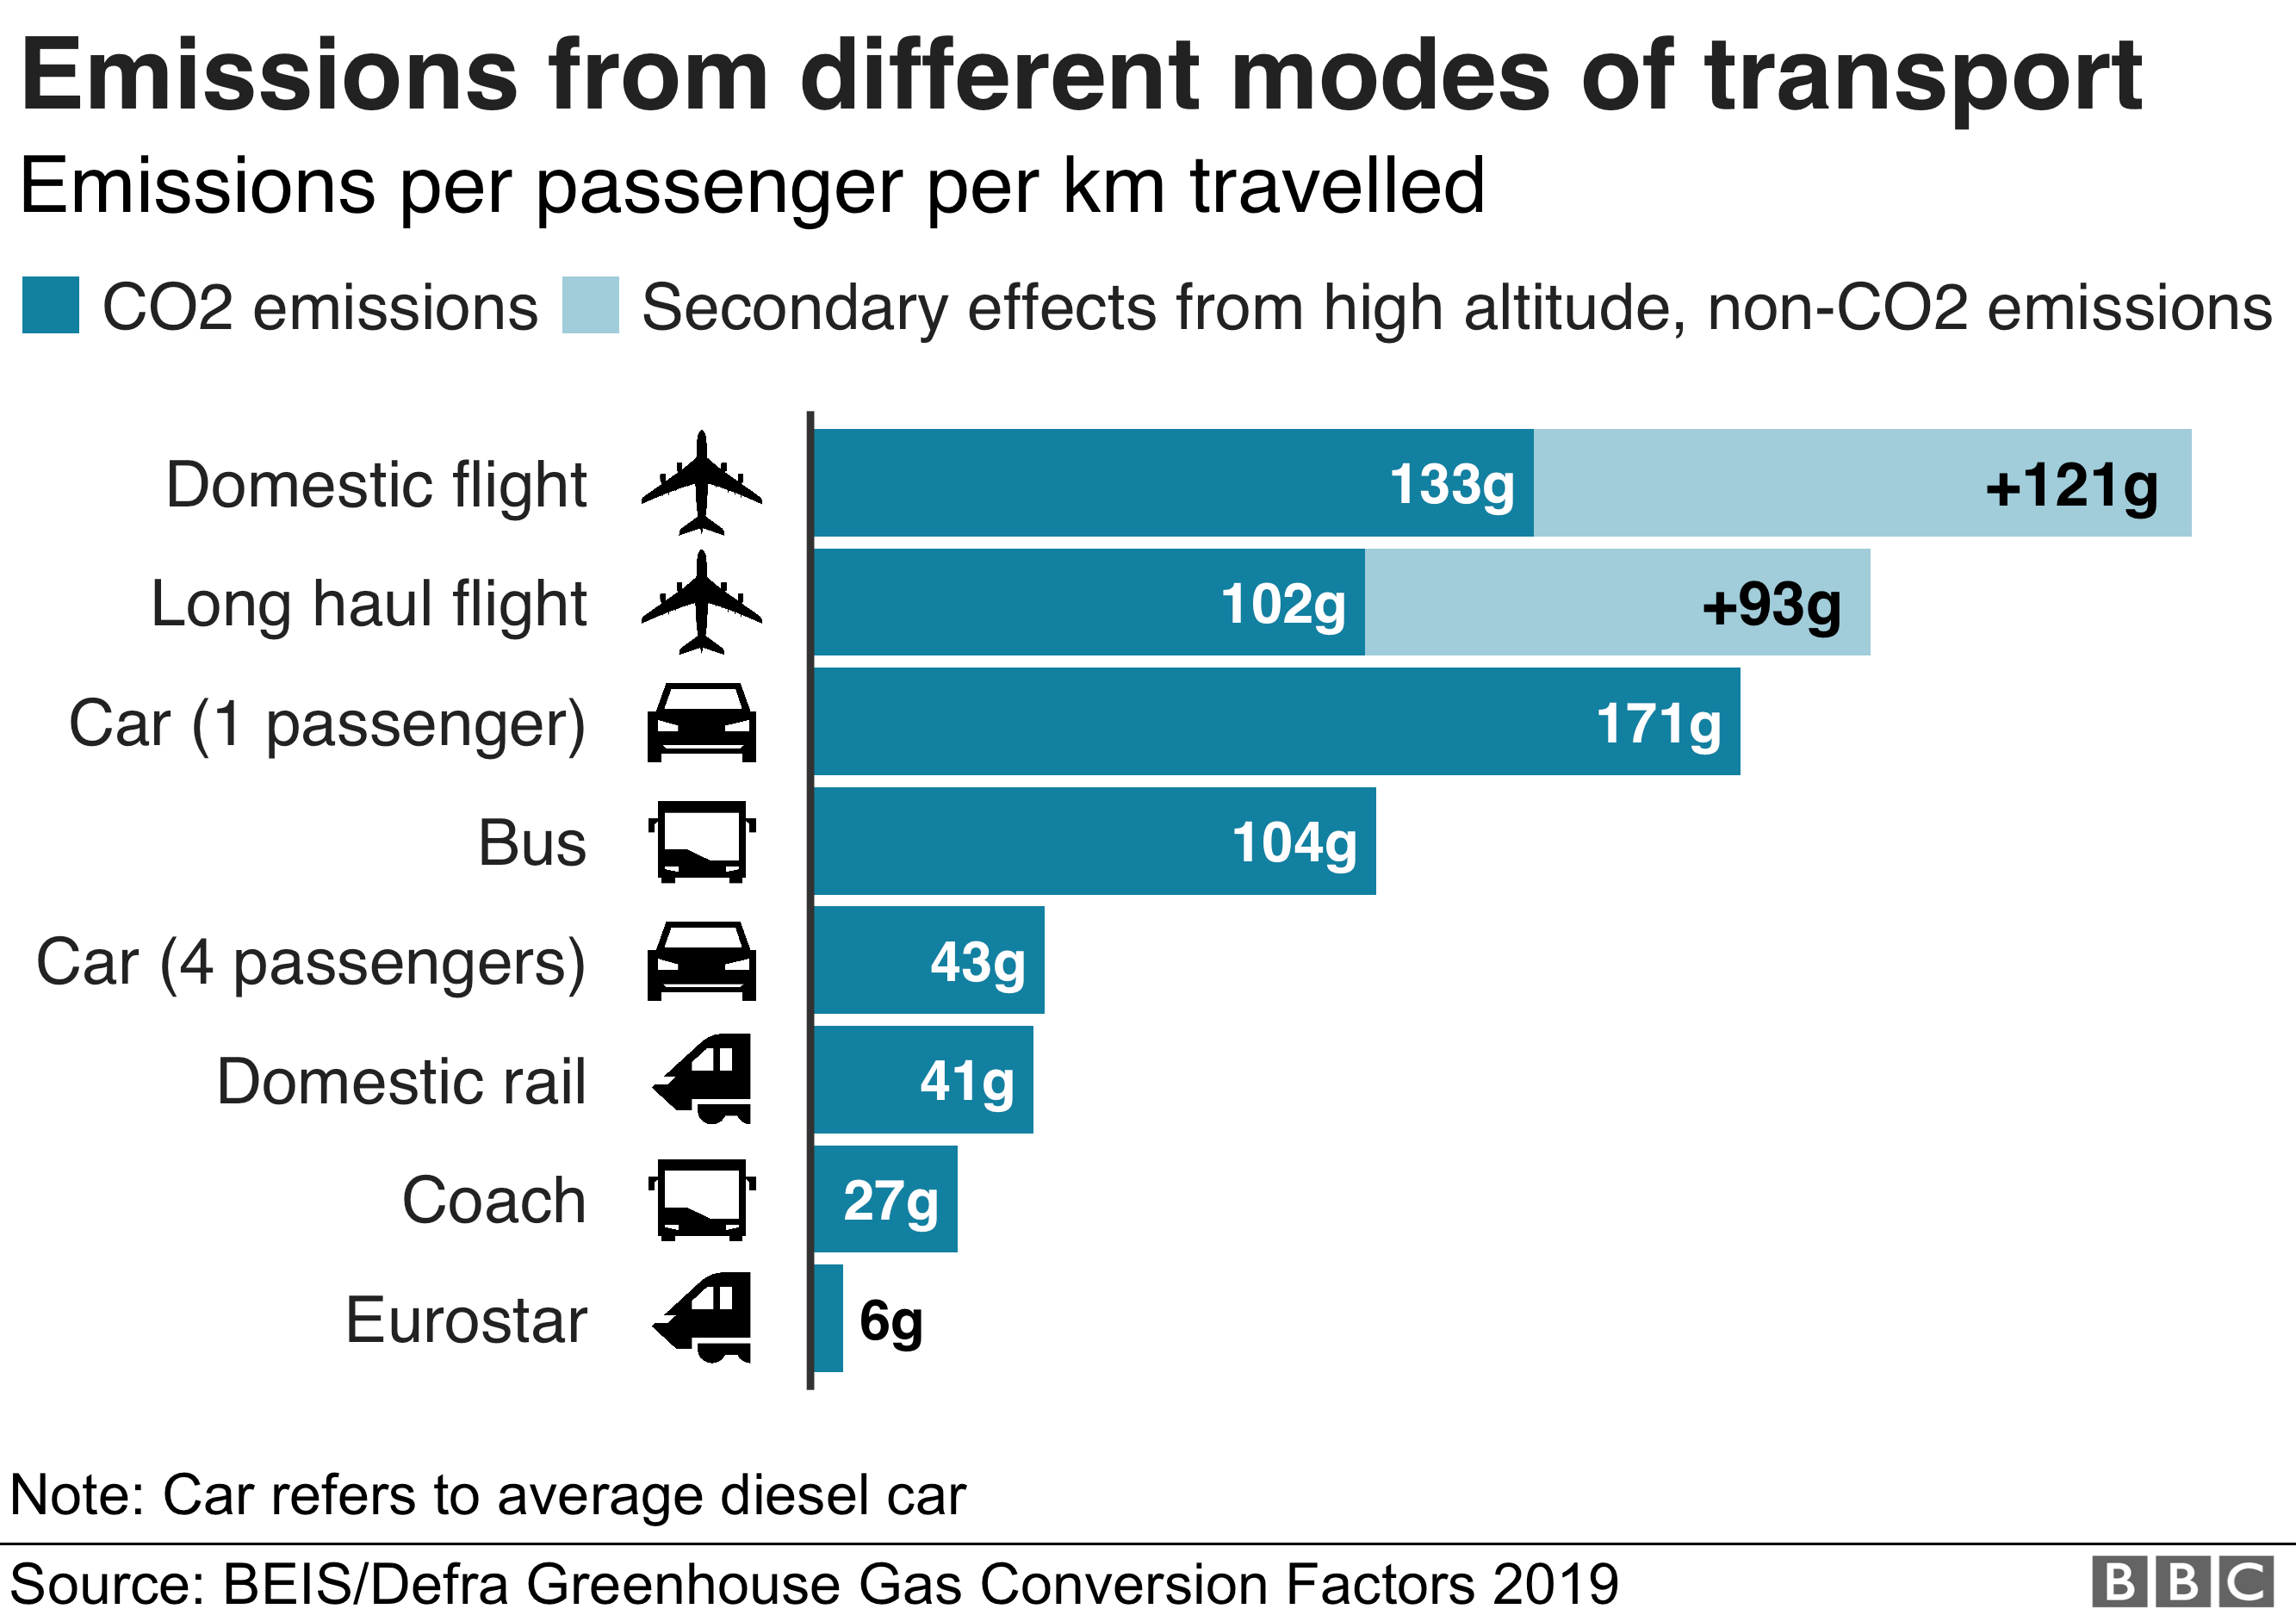 Emissions from different modes of transport
Emissions per passenger per km travelled
CO2 emissions Secondary effects from high altitude, non-CO2 emissions
Domestic flight 133g +121g
Long haul flight 102g +93g
Car (1 passenger) 171g
Bus 104g
Car (4 passengers) 43g
Domestic rail 41g
Coach 27g
Eurostar 6g
Note: Car refers to average diesel car
Source: BEIS/Defra Greenhouse Gas Conversion Factors 2019 BBC